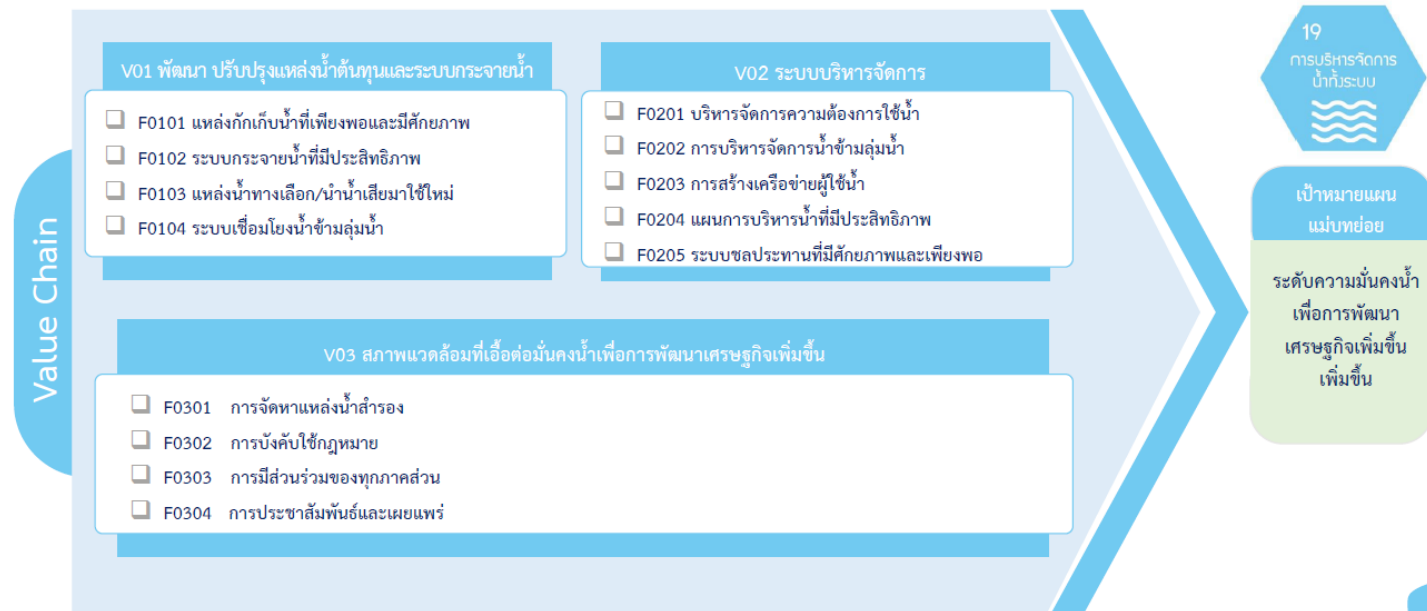 Value Chain
V01 พัฒนา ปรับปรุงแหล่งน้ำต้นทุนและระบบกระจายน้ำ
F0101 แหล่งกักเก็บน้ำที่เพียงพอและมีศักยภาพ
F0102 ระบบกระจายน้ำที่มีประสิทธิภาพ
F0103 แหล่งน้ำทางเลือก/นำน้ำเสียมาใช้ใหม่
F0104 ระบบเชื่อมโยงน้ำข้ามลุ่มน้ำ
V02 ระบบบริหารจัดการ
F0201 บริหารจัดการความต้องการใช้น้ำ
F0202 การบริหารจัดการน้ำข้ามลุ่มน้ำ
F0203 การสร้างเครือข่ายผู้ใช้น้ำ
F0204 แผนการบริหารน้ำที่มีประสิทธิภาพ
F0205 ระบบชลประทานที่มีศักยภาพและเพียงพอ
V03 สภาพแวดล้อมที่เอื้อต่อมั่นคงน้ำเพื่อการพัฒนาเศรษฐกิจเพิ่มขึ้น
F0301 การจัดหาแหล่งน้ำสำรอง
F0302 การบังคับใช้กฎหมาย
F0303 การมีส่วนร่วมของทุกภาคส่วน
F0304 การประชาสัมพันธ์และเผยแพร่
19
การบริหารจัดการ
น้ำทั้งระบบ
เป้าหมายแผน
แม่บทย่อย
ระดับความมั่นคงน้ำ
เพื่อการพัฒนา
เศรษฐกิจเพิ่มขึ้น
เพิ่มขึ้น